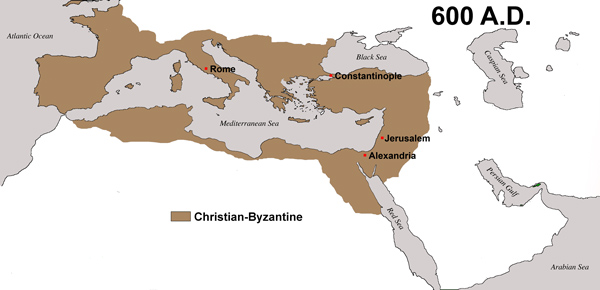 600 A.D.
Atlantic Ocean
Black Sea
Caspian Sea
Rome
Constantinople
Mediterranean Sea
Jerusalem
Alexandria
Persian Gulf
Red Sea
Christian-Byzantine
Arabian Sea